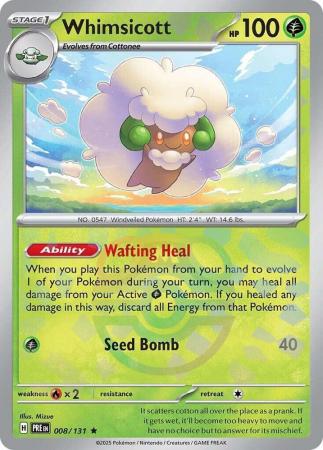 STAGE 1
Whimsicott
HP 100
Evolves from Cottonee
NO. 0547 Windveiled Pokémon HT: 2'4" WT: 14.6 lbs.
Ability Wafting Heal
When you play this Pokémon from your hand to evolve
1 of your Pokémon during your turn, you may heal all
damage from your Active Pokémon. If you healed any
damage in this way, discard all Energy from that Pokémon.
Seed Bomb 40
weakness ×2 resistance retreat
Illus. Mizue
H PRE EN 008/131 ★
It scatters cotton all over the place as a prank. If
it gets wet, it'll become too heavy to move and
have no choice but to answer for its mischief.
©2025 Pokémon / Nintendo / Creatures / GAME FREAK